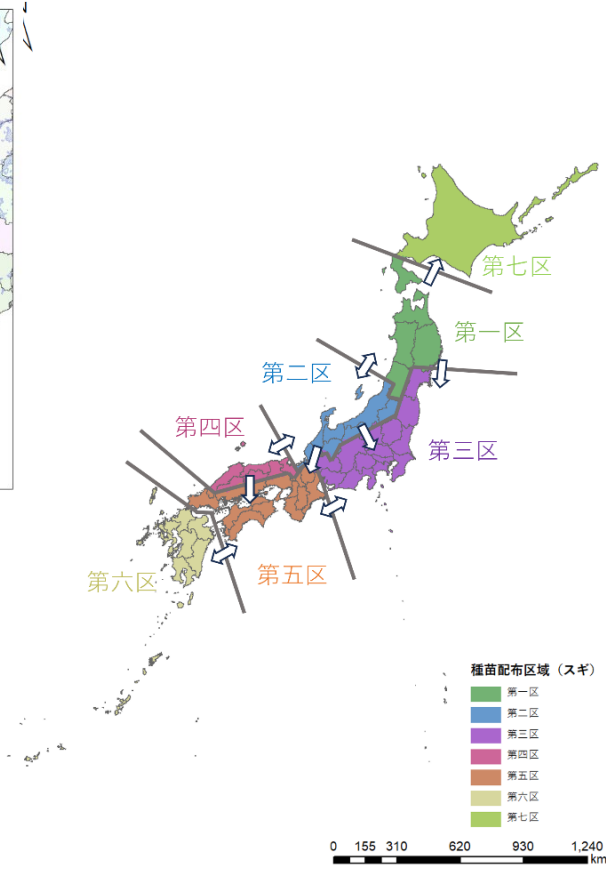 第七区
第一区
第二区
第四区
第三区
第五区
第六区
種苗配布区域（スギ）
第一区
第二区
第三区
第四区
第五区
第六区
第七区
0 155 310 620 930 1,240
km